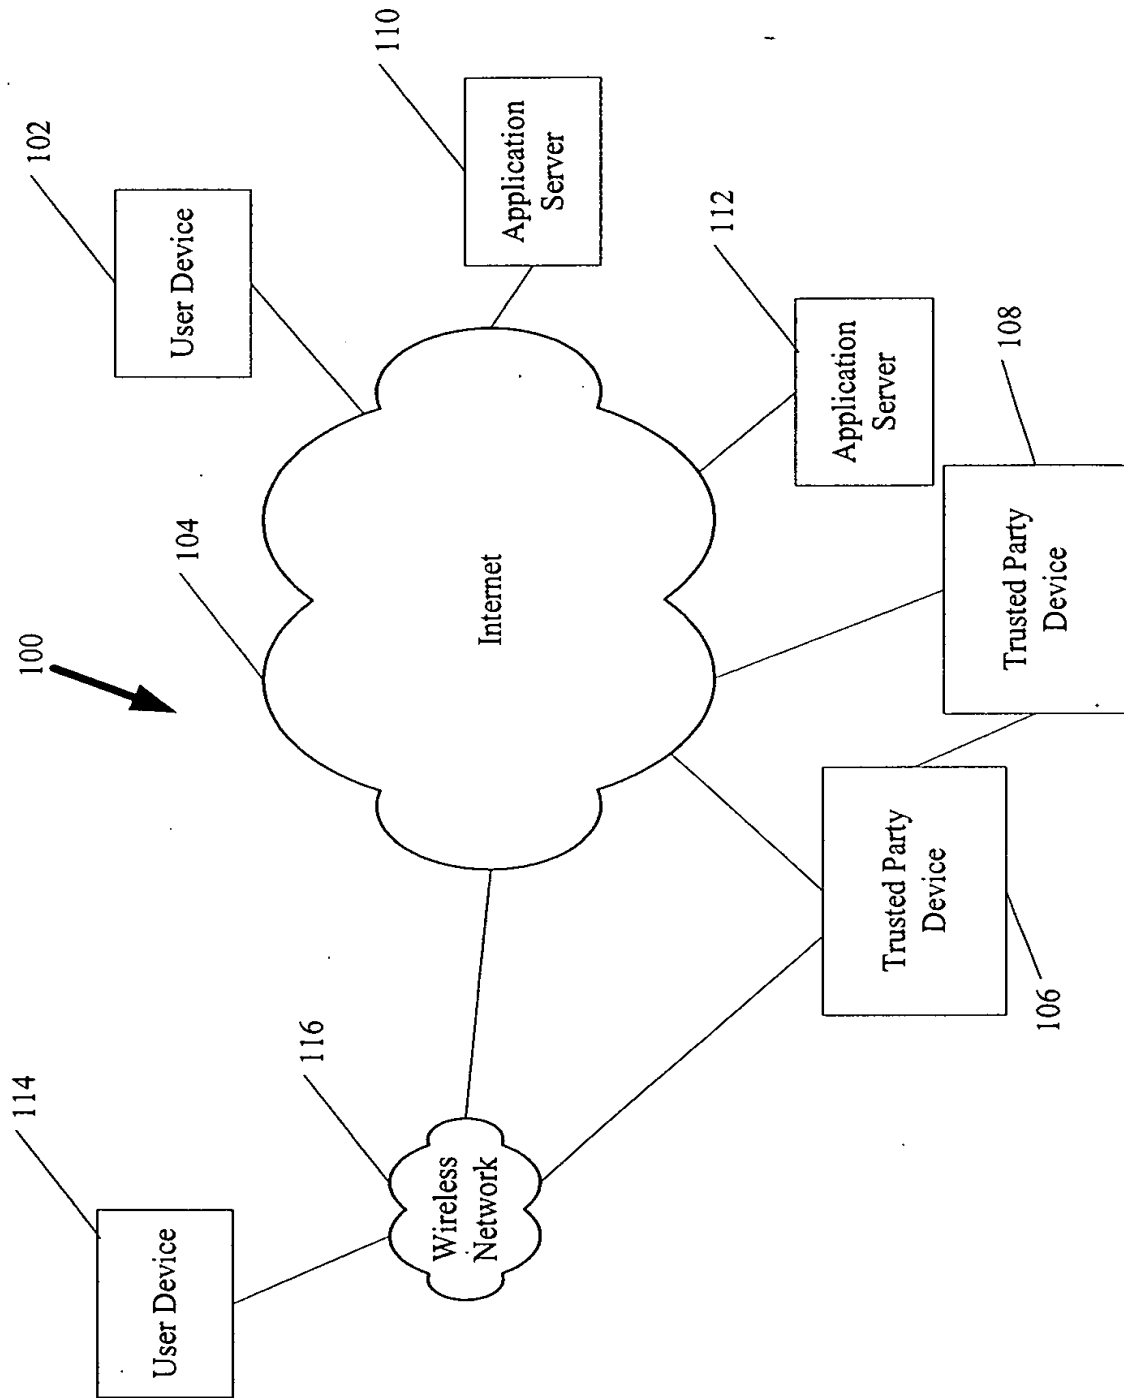 100
114
User Device
116
Wireless
Network
104
Internet
102
User Device
110
Application
Server
112
Application
Server
108
Trusted Party
Device
Trusted Party
Device
106